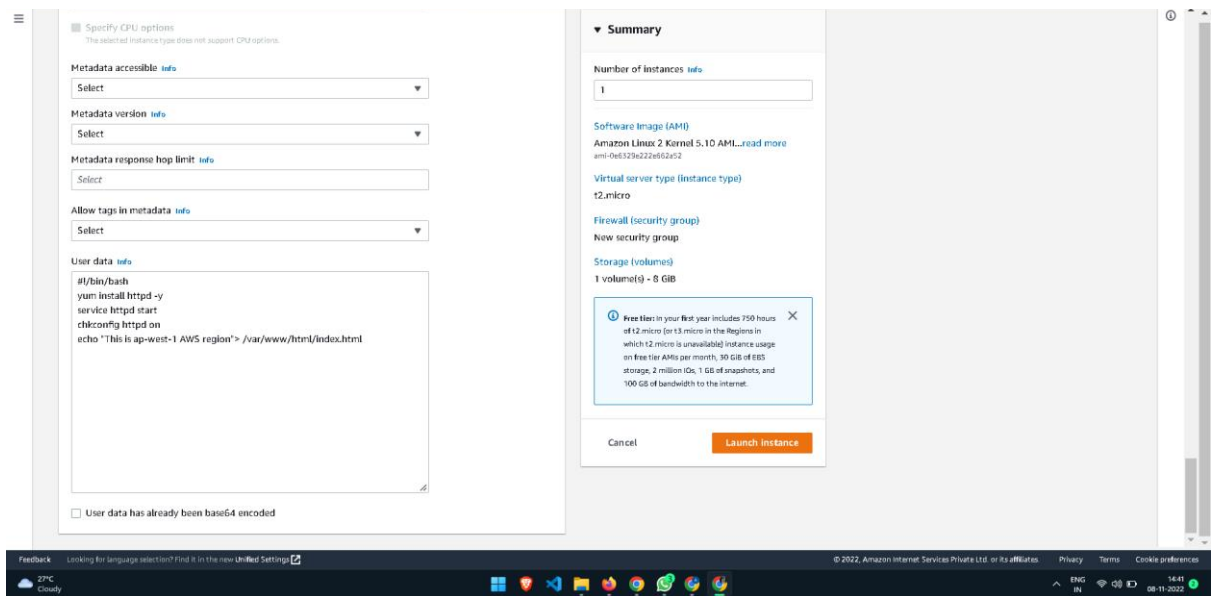 Specify CPU options
The selected instance type does not support CPU options.
Metadata accessible Info
Select
Metadata version Info
Select
Metadata response hop limit Info
Select
Allow tags in metadata Info
Select
User data Info
#!/bin/bash
yum install httpd -y
service httpd start
chkconfig httpd on
echo "This is ap-west-1 AWS region"> /var/www/html/index.html
User data has already been base64 encoded
Summary
Number of instances Info
1
Software Image (AMI)
Amazon Linux 2 Kernel 5.10 AMI...read more
ami-0e6329e222e662a52
Virtual server type (instance type)
t2.micro
Firewall (security group)
New security group
Storage (volumes)
1 volume(s) - 8 GiB
Free tier: In your first year includes 750 hours
of t2.micro (or t3.micro in the Regions in
which t2.micro is unavailable) instance usage
on free tier AMIs per month, 30 GiB of EBS
storage, 2 million IOs, 1 GB of snapshots, and
100 GB of bandwidth to the internet.
Cancel
Launch instance
Feedback Looking for language selection? Find it in the new Unified Settings
© 2022, Amazon Internet Services Private Ltd. or its affiliates. Privacy Terms Cookie preferences
27°C
Cloudy
ENG
IN
14:41
08-11-2022